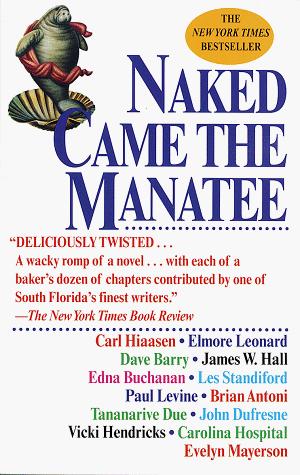 THE
NEW YORK TIMES
BESTSELLER
NAKED
CAME THE
MANATEE
“DELICIOUSLY TWISTED . . .
A wacky romp of a novel . . . with each of a
baker's dozen of chapters contributed by one of
South Florida's finest writers.”
—The New York Times Book Review
Carl Hiaasen • Elmore Leonard
Dave Barry • James W. Hall
Edna Buchanan • Les Standiford
Paul Levine • Brian Antoni
Tananarive Due • John Dufresne
Vicki Hendricks • Carolina Hospital
Evelyn Mayerson